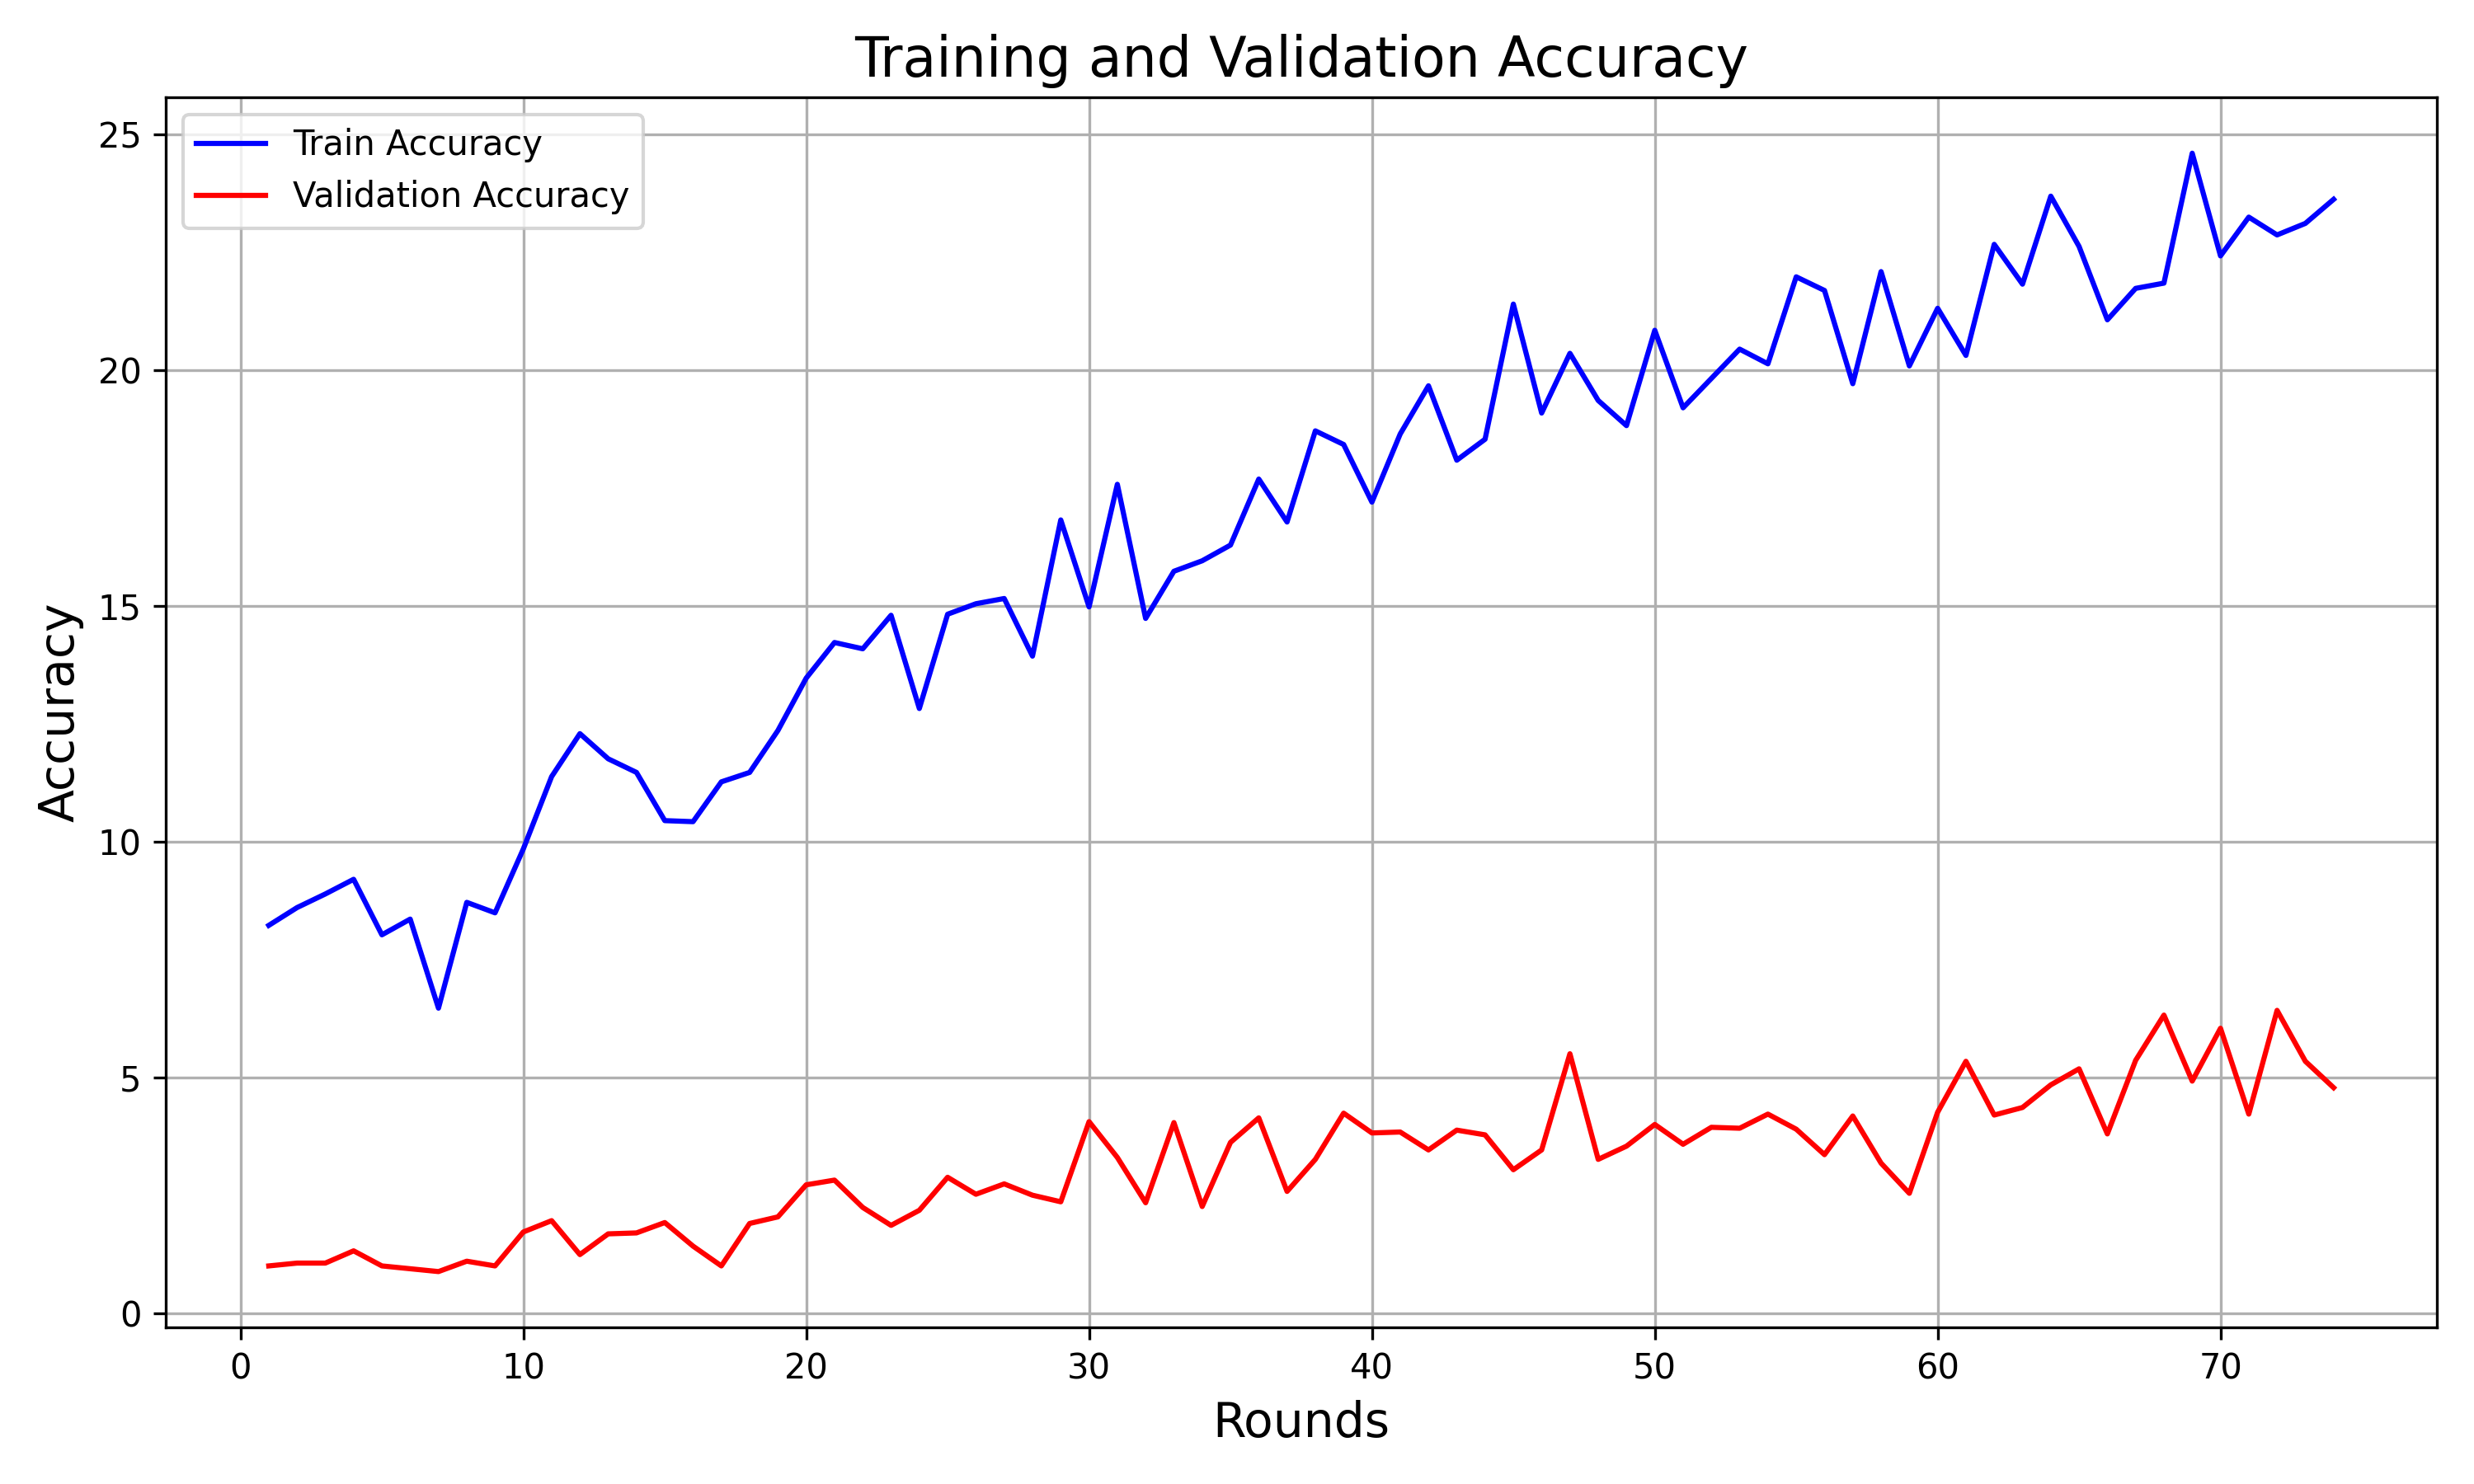 Training and Validation Accuracy
Train Accuracy
Validation Accuracy
Accuracy
25
20
15
10
5
0
0 10 20 30 40 50 60 70
Rounds